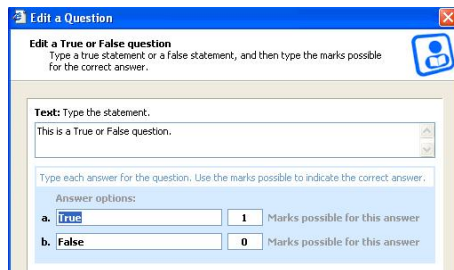 Edit a Question
Edit a True or False question
Type a true statement or a false statement, and then type the marks possible
for the correct answer.
Text: Type the statement.
This is a True or False question.
Type each answer for the question. Use the marks possible to indicate the correct answer.
Answer options:
a. True 1 Marks possible for this answer
b. False 0 Marks possible for this answer